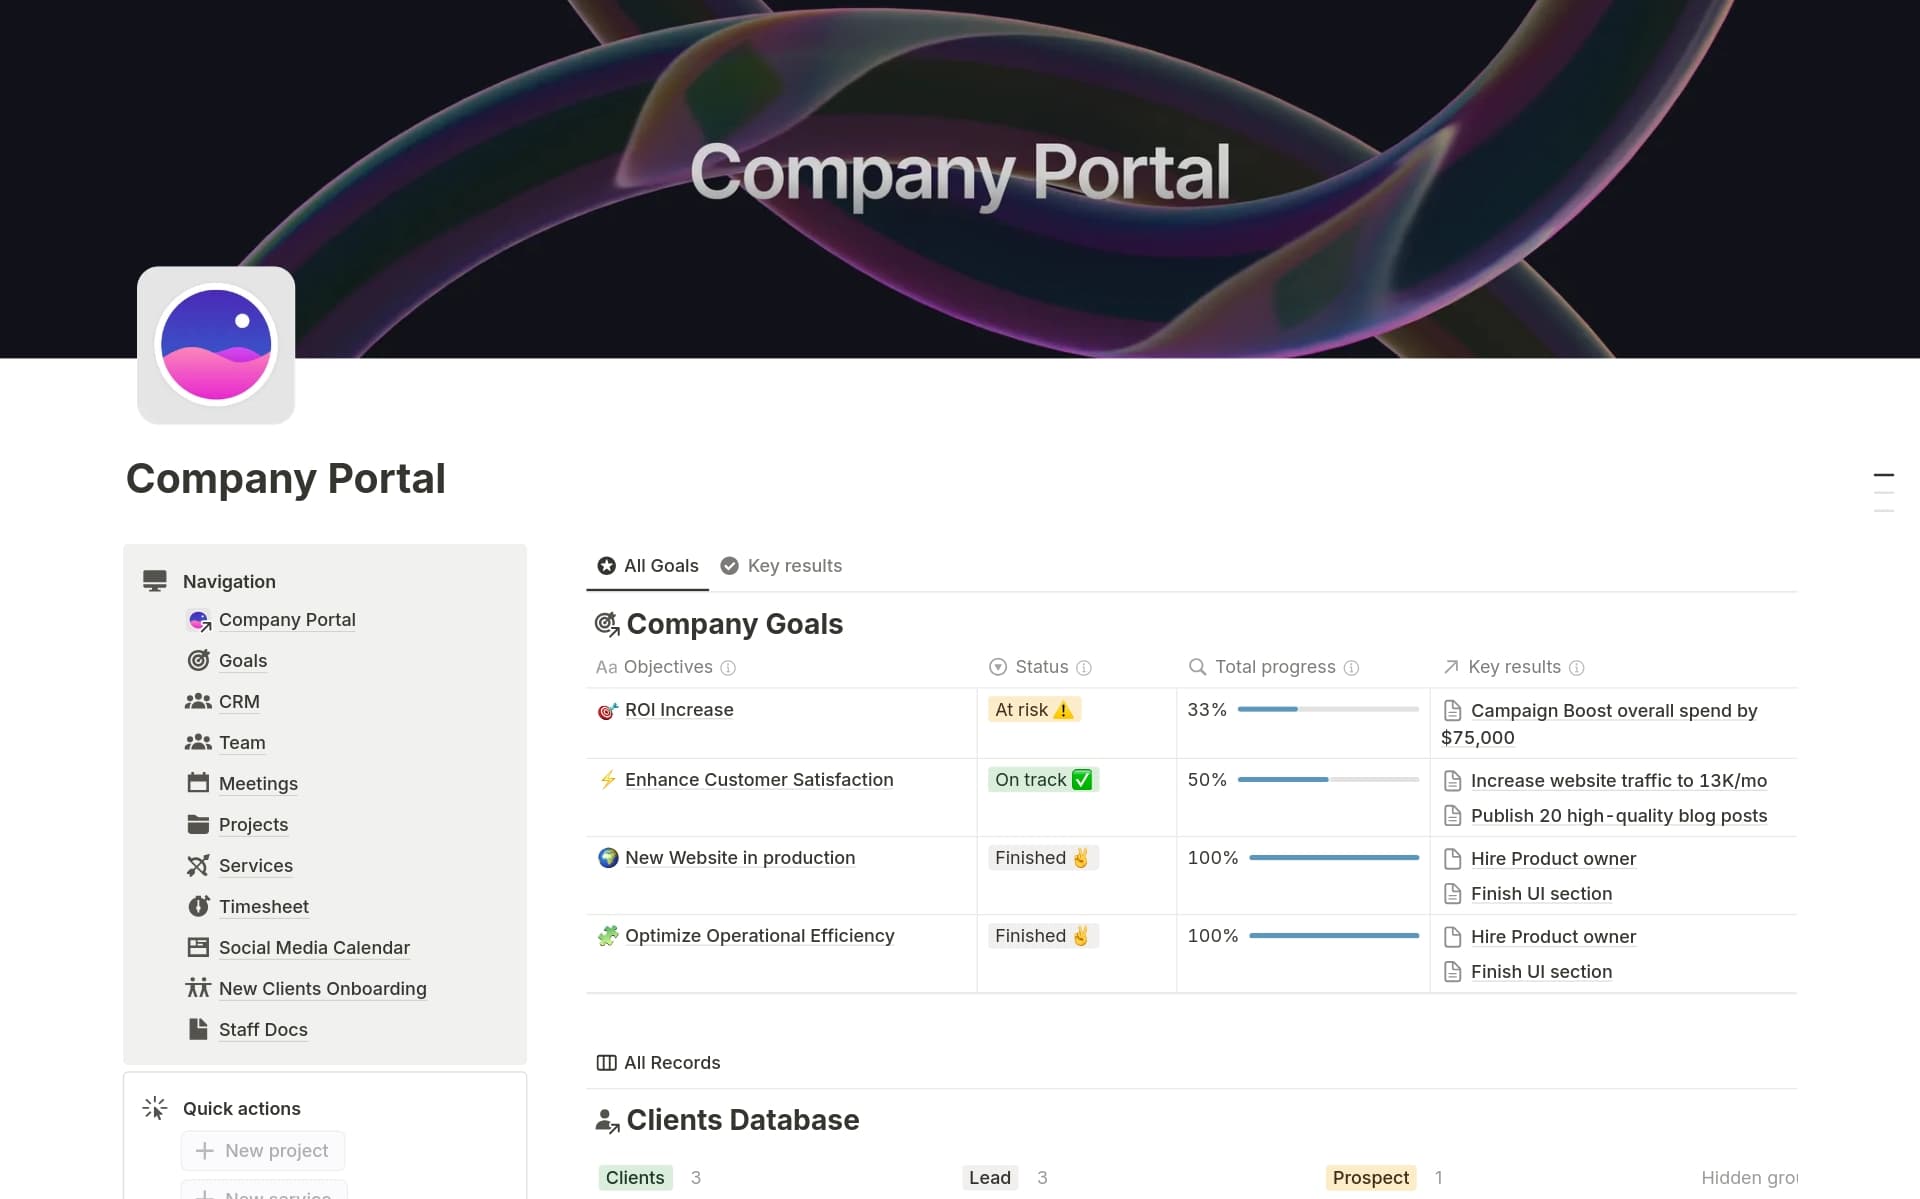 Company Portal
Company Portal
Navigation
Company Portal
Goals
CRM
Team
Meetings
Projects
Services
Timesheet
Social Media Calendar
New Clients Onboarding
Staff Docs
Quick actions
New project
New service
All Goals Key results
Company Goals
Aa Objectives Status Total progress Key results
ROI Increase At risk ⚠️ 33% Campaign Boost overall spend by
$75,000
Enhance Customer Satisfaction On track ✅ 50% Increase website traffic to 13K/mo
Publish 20 high-quality blog posts
New Website in production Finished ✌️ 100% Hire Product owner
Finish UI section
Optimize Operational Efficiency Finished ✌️ 100% Hire Product owner
Finish UI section
All Records
Clients Database
Clients 3 Lead 3 Prospect 1 Hidden